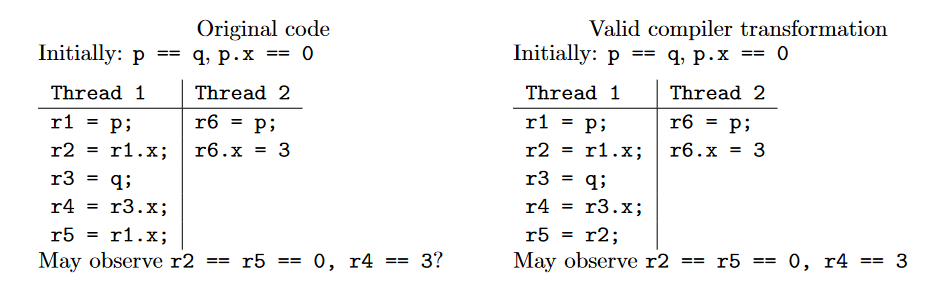 Original code
Initially: p == q, p.x == 0
Thread 1 Thread 2
r1 = p; r6 = p;
r2 = r1.x; r6.x = 3
r3 = q;
r4 = r3.x;
r5 = r1.x;
May observe r2 == r5 == 0, r4 == 3?
Valid compiler transformation
Initially: p == q, p.x == 0
Thread 1 Thread 2
r1 = p; r6 = p;
r2 = r1.x; r6.x = 3
r3 = q;
r4 = r3.x;
r5 = r2;
May observe r2 == r5 == 0, r4 == 3